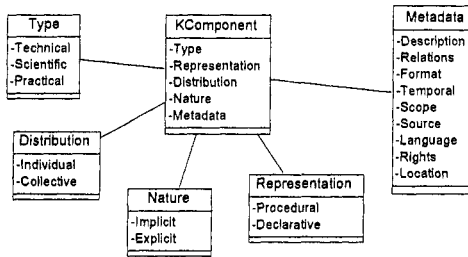 Type
-Technical
-Scientific
-Practical
KComponent
-Type
-Representation
-Distribution
-Nature
-Metadata
Metadata
-Description
-Relations
-Format
-Temporal
-Scope
-Source
-Language
-Rights
-Location
Distribution
-Individual
-Collective
Nature
-Implicit
-Explicit
Representation
-Procedural
-Declarative